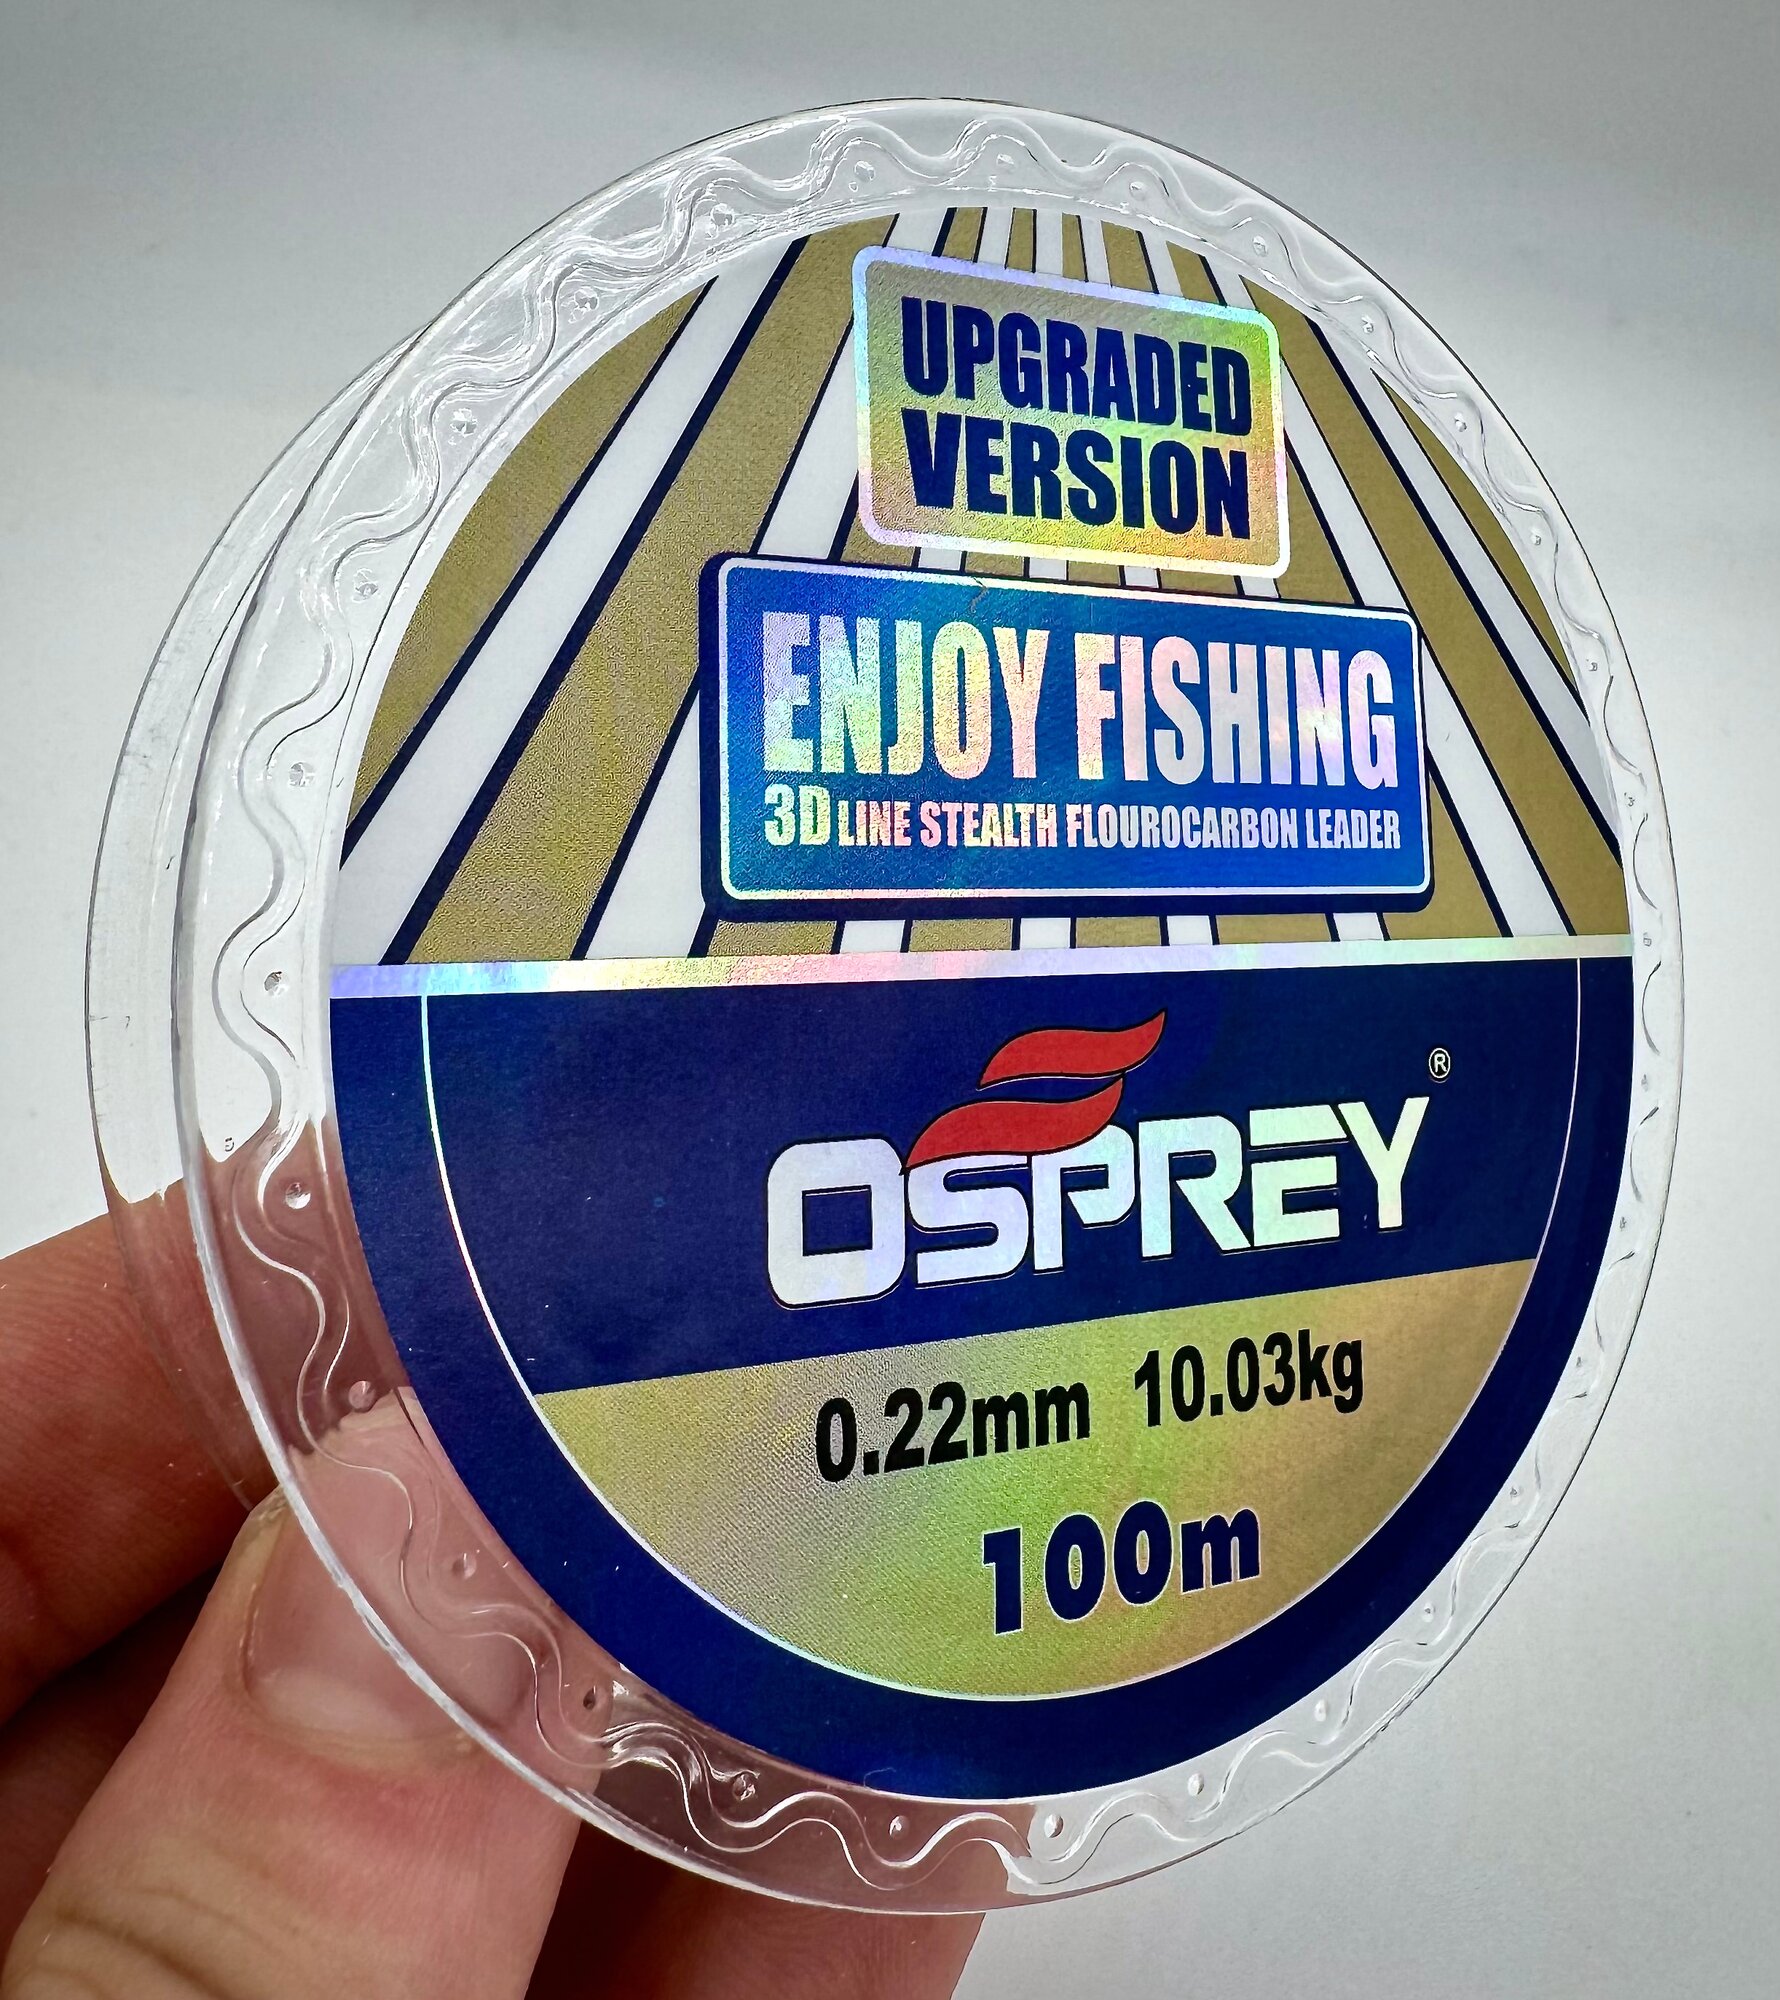 UPGRADED
VERSION
ENJOY FISHING
3D LINE STEALTH FLOUROCARBON LEADER
OSPREY®
0.22mm 10.03kg
100m